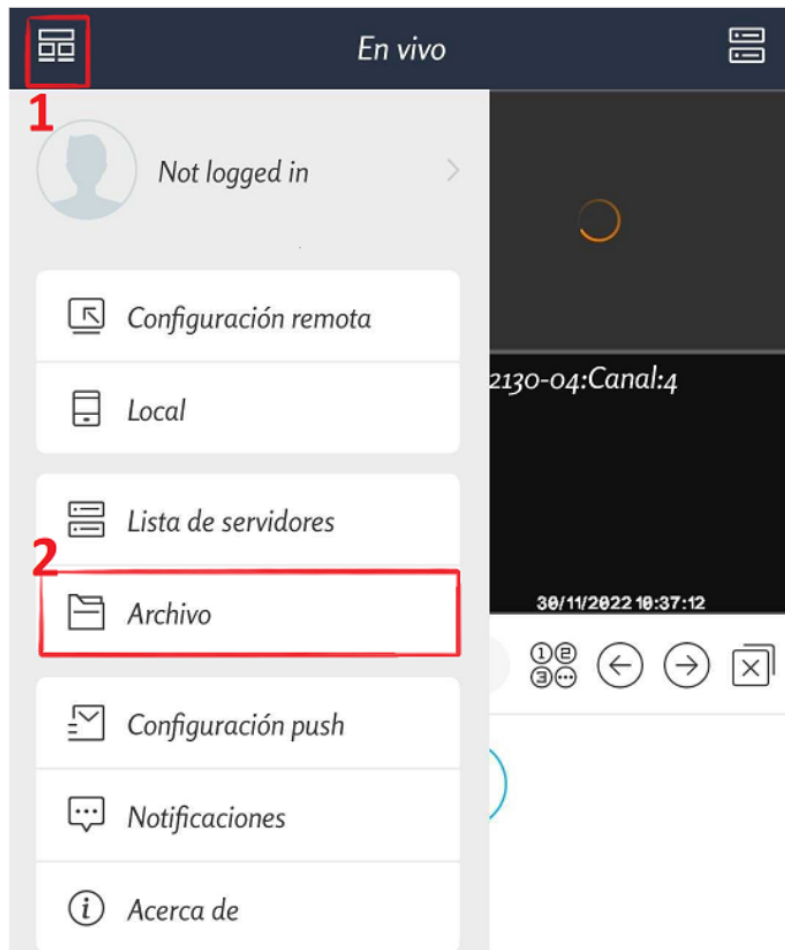 En vivo
1
Not logged in
Configuración remota
2130-04:Canal:4
Local
Lista de servidores
2
Archivo
30/11/2022 10:37:12
Configuración push
Notificaciones
Acerca de